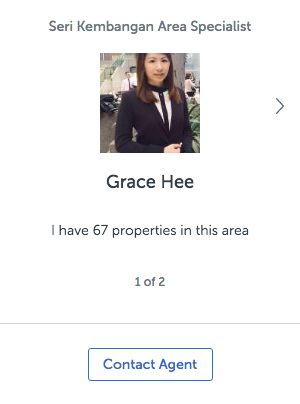 Seri Kembangan Area Specialist
Grace Hee
I have 67 properties in this area
1 of 2
Contact Agent